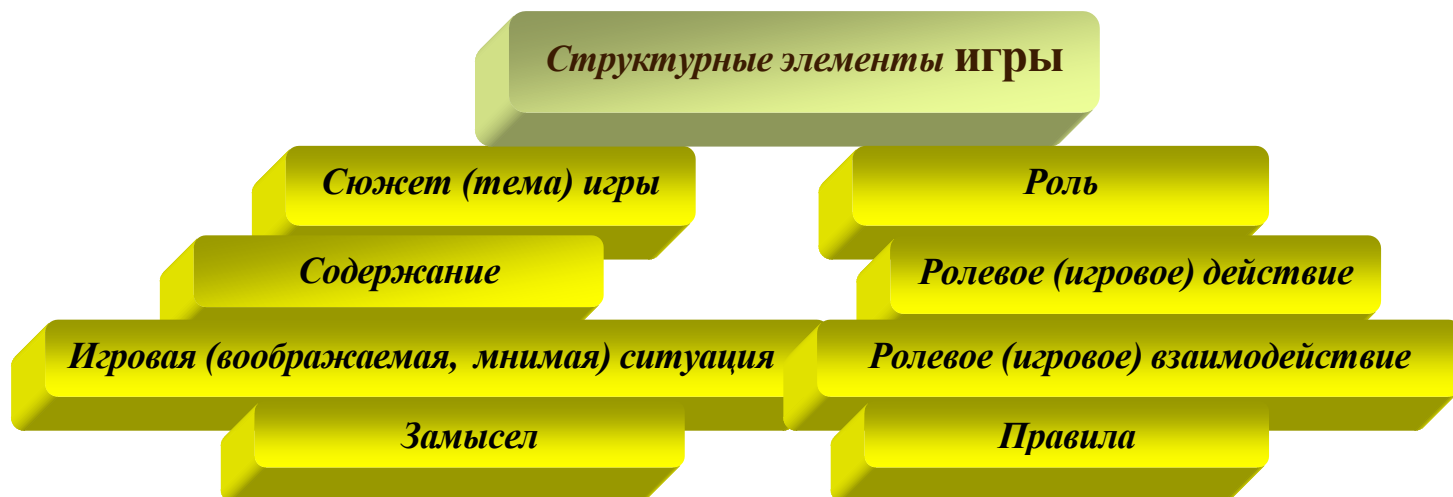 Структурные элементы игры
Сюжет (тема) игры
Роль
Содержание
Ролевое (игровое) действие
Игровая (воображаемая, мнимая) ситуация
Ролевое (игровое) взаимодействие
Замысел
Правила